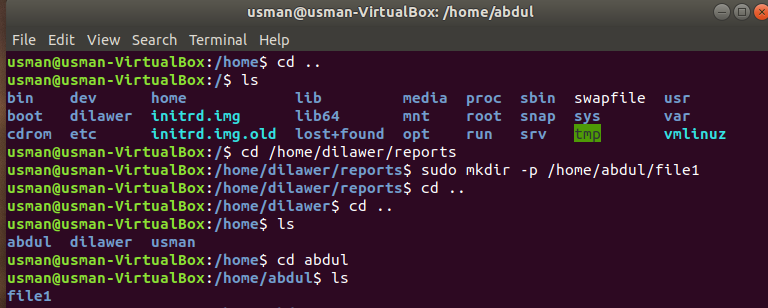 usman@usman-VirtualBox: /home/abdul
File Edit View Search Terminal Help
usman@usman-VirtualBox:/home$ cd ..
usman@usman-VirtualBox:/$ ls
bin dev home lib media proc sbin swapfile usr
boot dilawer initrd.img lib64 mnt root snap sys var
cdrom etc initrd.img.old lost+found opt run srv tmp vmlinuz
usman@usman-VirtualBox:/$ cd /home/dilawer/reports
usman@usman-VirtualBox:/home/dilawer/reports$ sudo mkdir -p /home/abdul/file1
usman@usman-VirtualBox:/home/dilawer/reports$ cd ..
usman@usman-VirtualBox:/home/dilawer$ cd ..
usman@usman-VirtualBox:/home$ ls
abdul dilawer usman
usman@usman-VirtualBox:/home$ cd abdul
usman@usman-VirtualBox:/home/abdul$ ls
file1